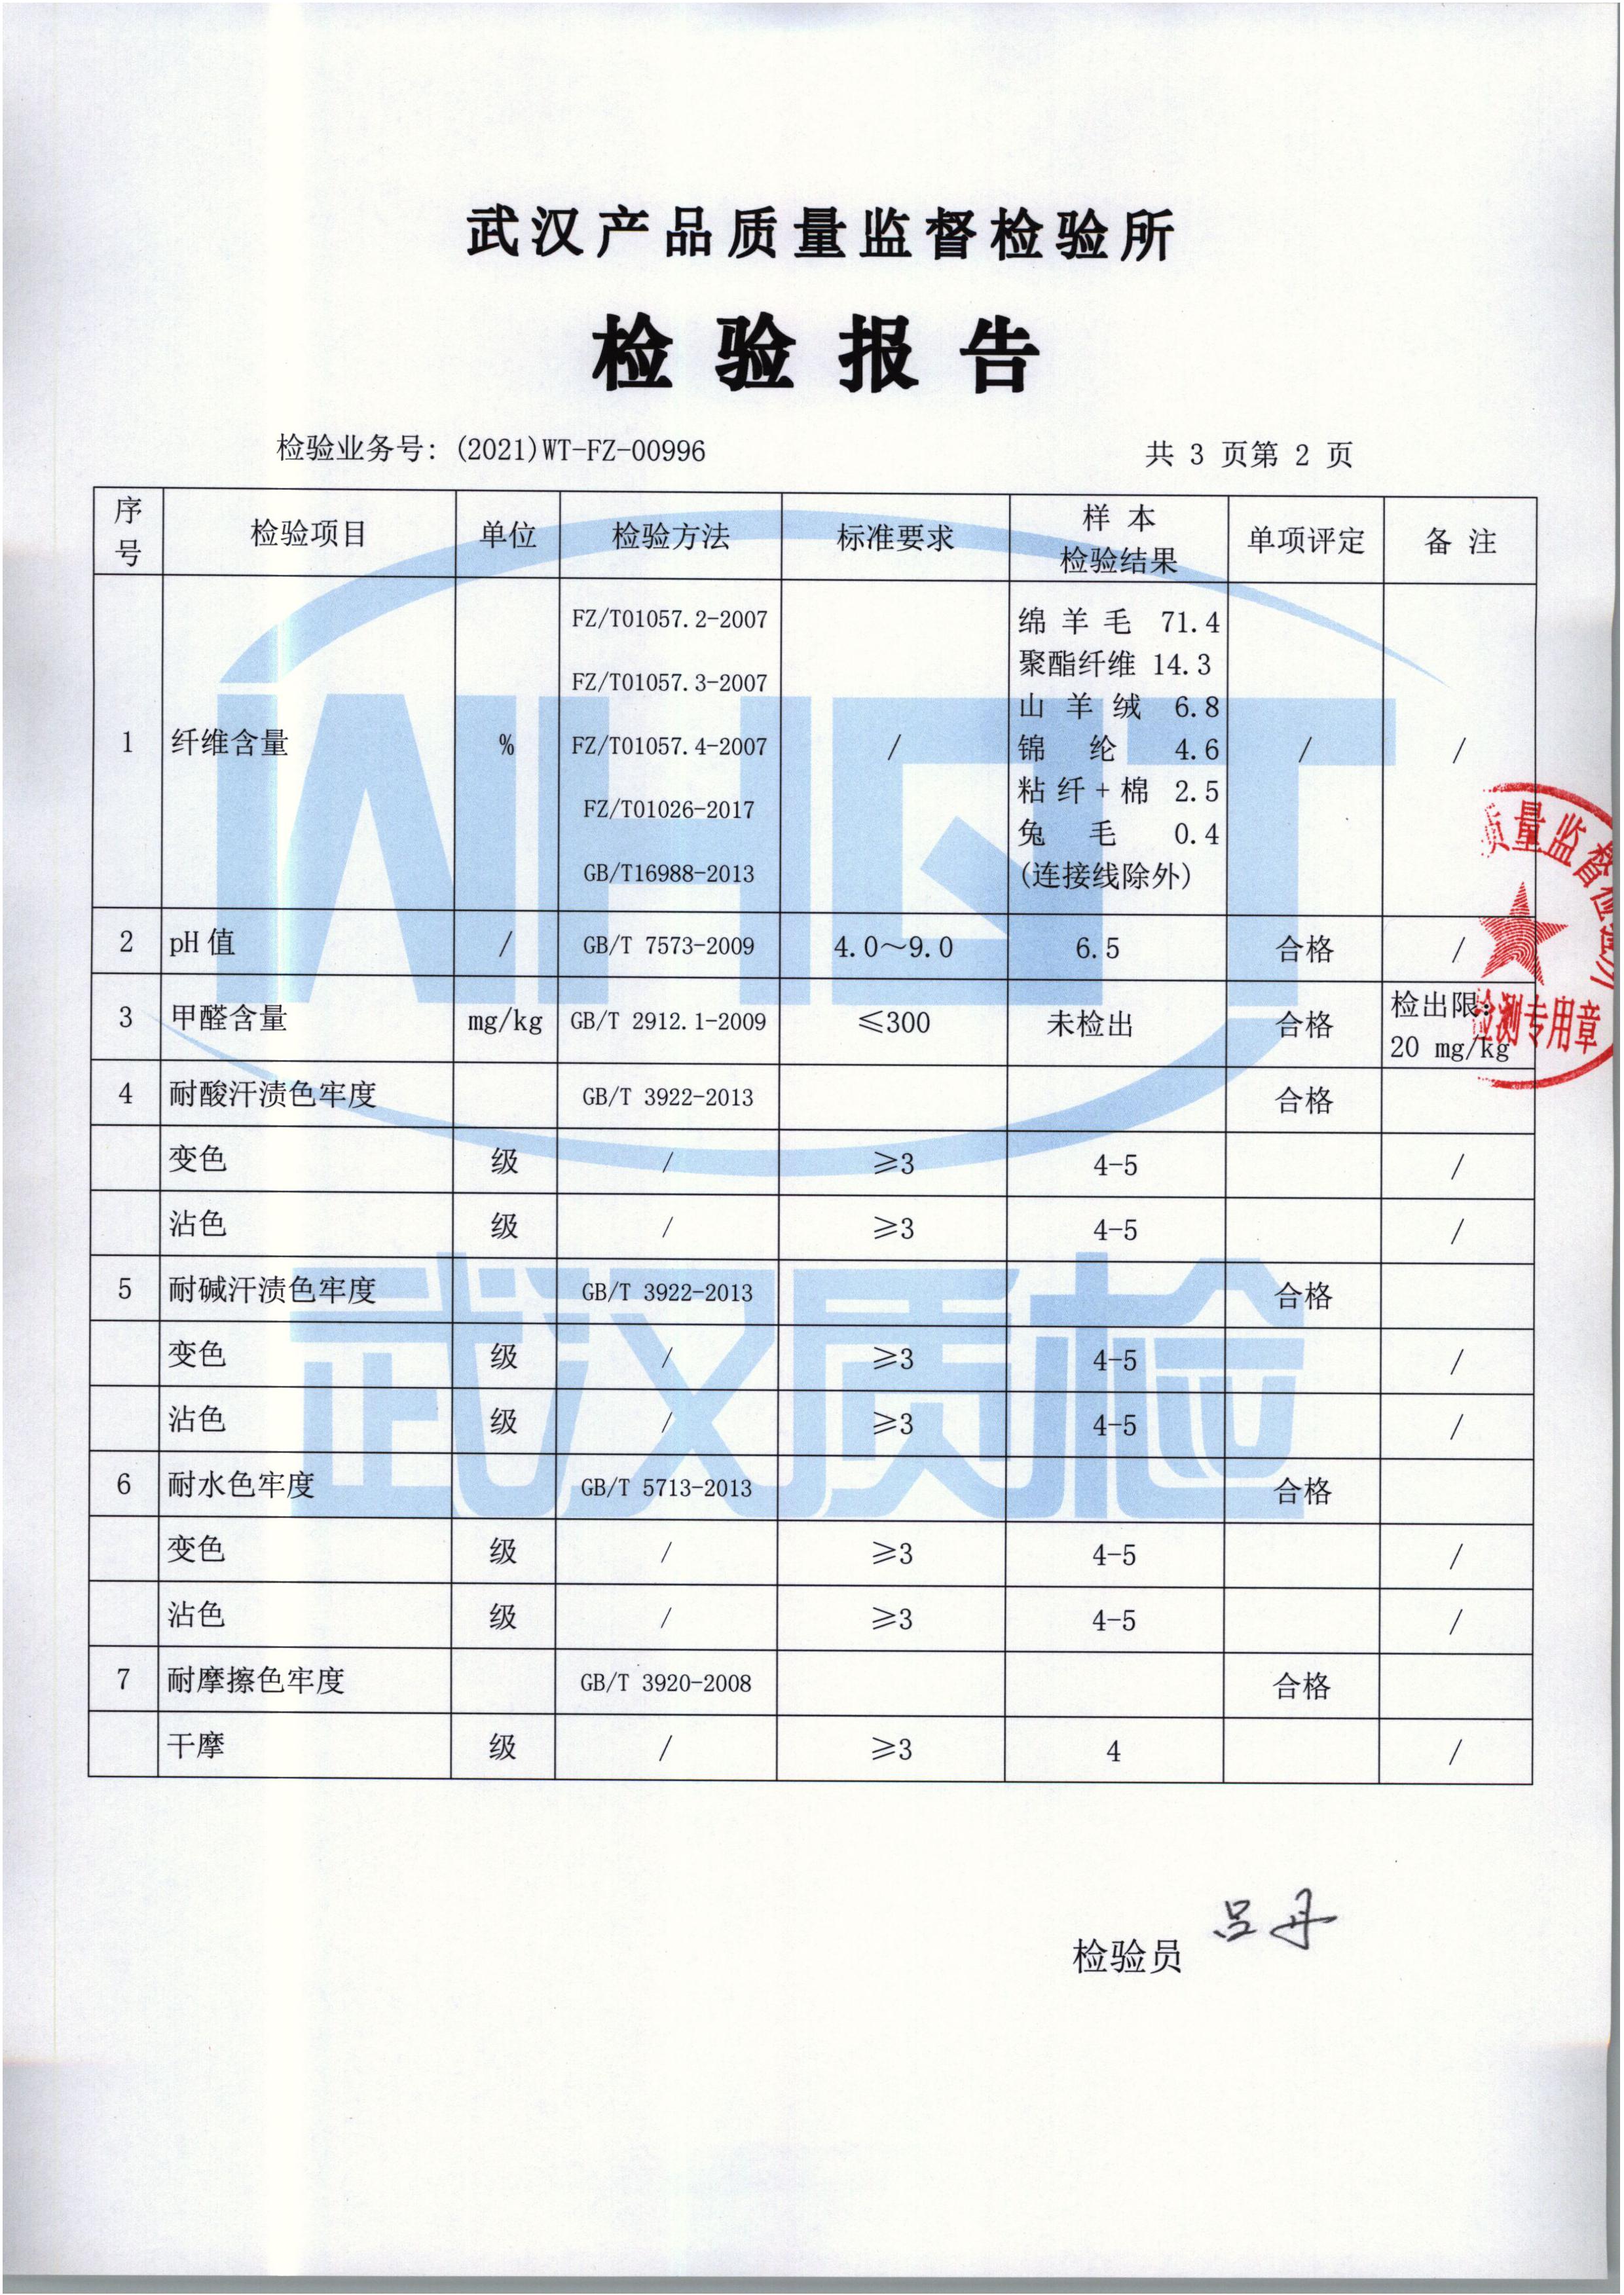 武汉产品质量监督检验所
检验报告
检验业务号: (2021)WT-FZ-00996
共 3 页第 2 页
序号 检验项目 单位 检验方法 标准要求 样本检验结果 单项评定 备注
1 纤维含量 % FZ/T01057.2-2007 / 绵羊毛 71.4 / /
FZ/T01057.3-2007 聚酯纤维 14.3
FZ/T01057.4-2007 山羊绒 6.8
FZ/T01026-2017 锦纶 4.6
GB/T16988-2013 粘纤+棉 2.5
兔毛 0.4
(连接线除外)
2 pH值 / GB/T 7573-2009 4.0～9.0 6.5 合格 /
3 甲醛含量 mg/kg GB/T 2912.1-2009 ≤300 未检出 合格 检出限:
20 mg/kg
4 耐酸汗渍色牢度 GB/T 3922-2013 合格
变色 级 / ≥3 4-5 /
沾色 级 / ≥3 4-5 /
5 耐碱汗渍色牢度 GB/T 3922-2013 合格
变色 级 / ≥3 4-5 /
沾色 级 / ≥3 4-5 /
6 耐水色牢度 GB/T 5713-2013 合格
变色 级 / ≥3 4-5 /
沾色 级 / ≥3 4-5 /
7 耐摩擦色牢度 GB/T 3920-2008 合格
干摩 级 / ≥3 4 /
检验员 吕丹
WHQT
武汉质检
质量监督检验所
检测专用章